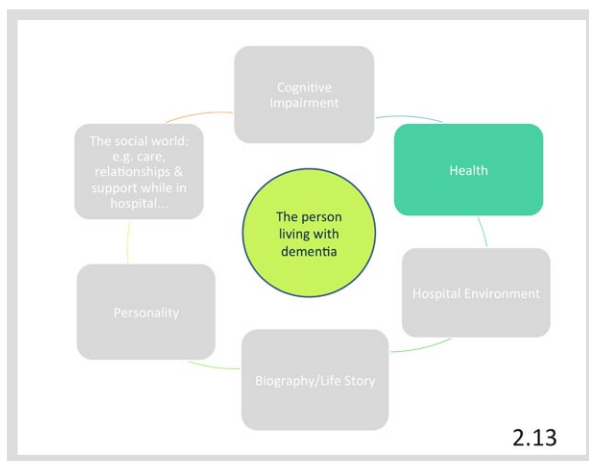 Cognitive
Impairment
The social world:
e.g. care,
relationships &
support while in
hospital...
Health
The person
living with
dementia
Personality
Hospital Environment
Biography/Life Story
2.13